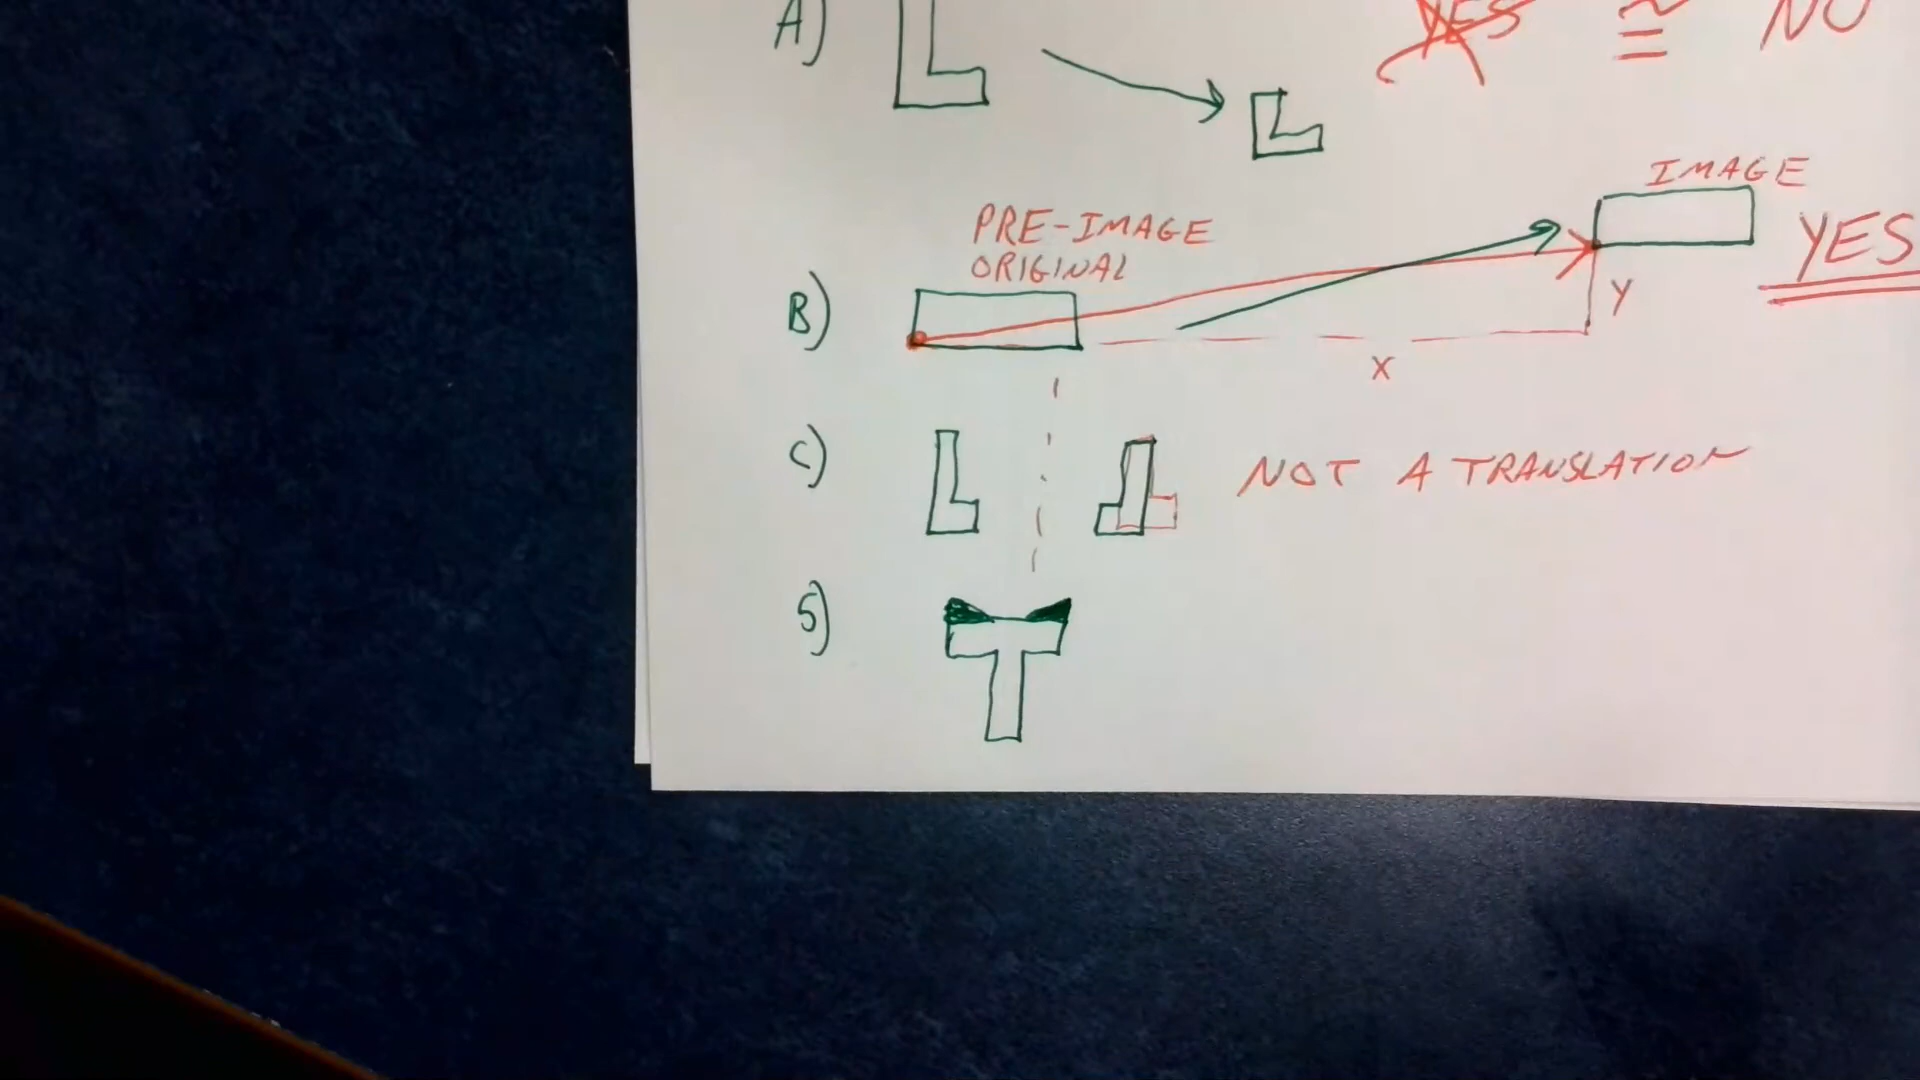 A)
YES ≅ NO
IMAGE
PRE-IMAGE
ORIGINAL
YES
B)
Y
X
C)
NOT A TRANSLATION
5)